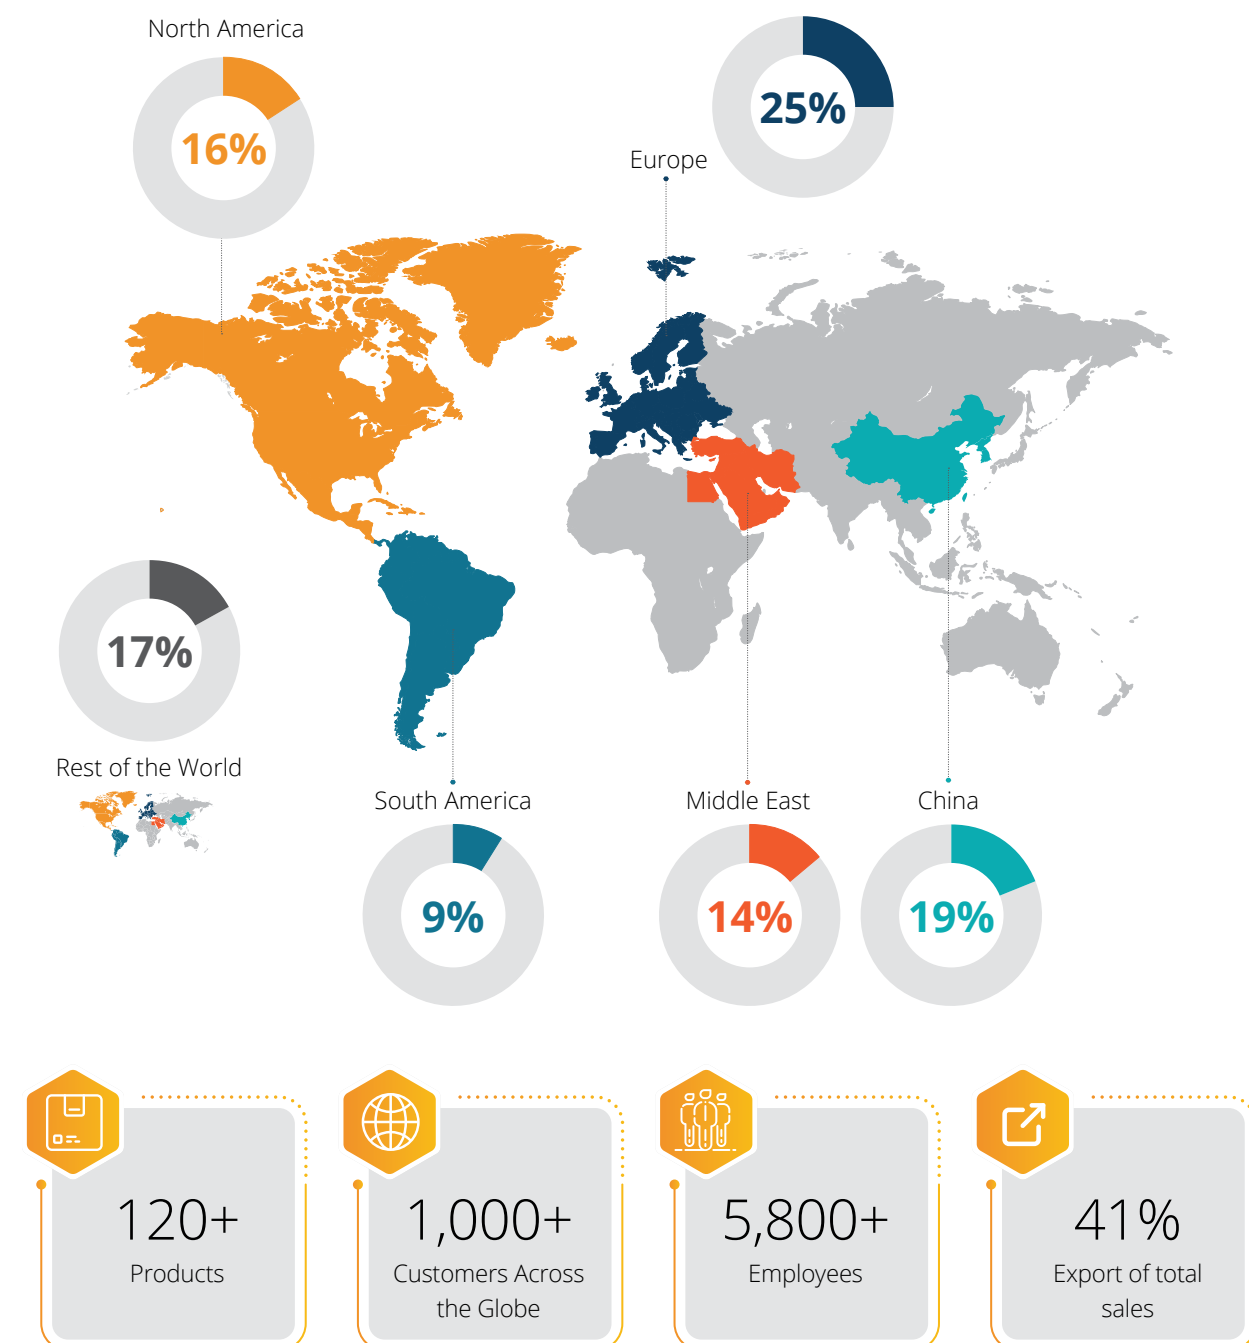 North America
16%
25%
Europe
17%
Rest of the World
South America
9%
Middle East
14%
China
19%
120+
Products
1,000+
Customers Across
the Globe
5,800+
Employees
41%
Export of total
sales